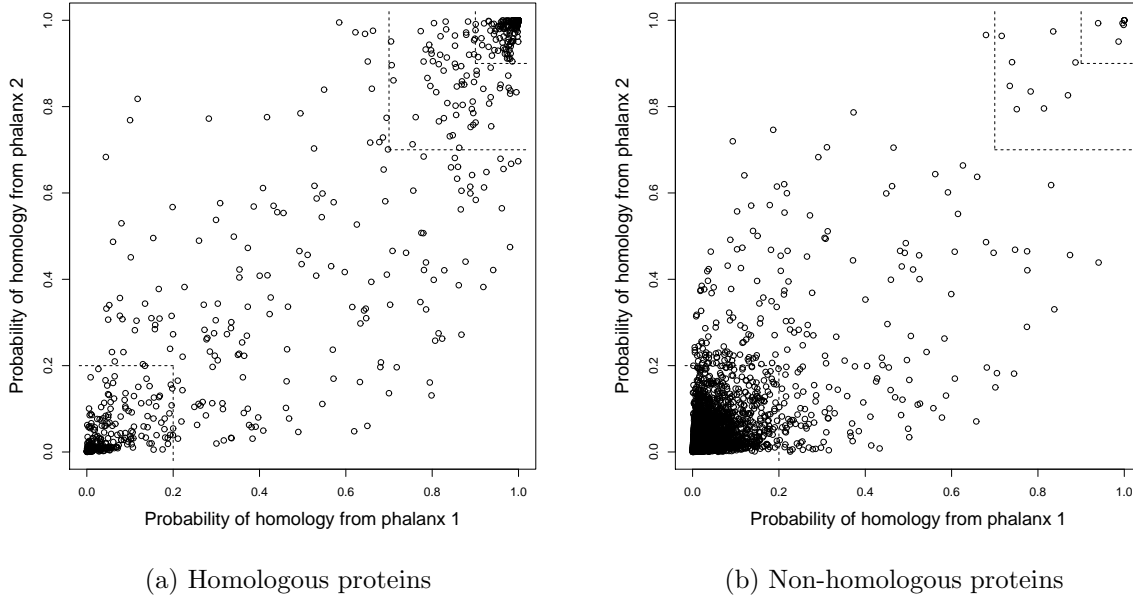 Probability of homology from phalanx 2
1.0
0.8
0.6
0.4
0.2
0.0
0.0 0.2 0.4 0.6 0.8 1.0
Probability of homology from phalanx 1
(a) Homologous proteins
Probability of homology from phalanx 2
1.0
0.8
0.6
0.4
0.2
0.0
0.0 0.2 0.4 0.6 0.8 1.0
Probability of homology from phalanx 1
(b) Non-homologous proteins